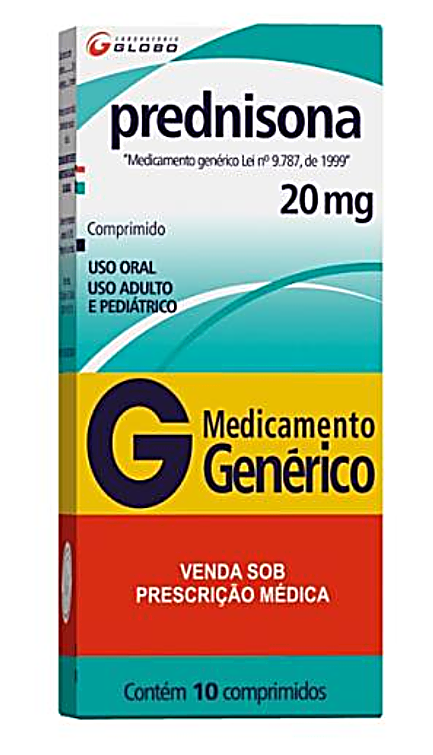 LABORATÓRIO
GLOBO
prednisona
"Medicamento genérico Lei nº 9.787, de 1999"
20 mg
Comprimido
USO ORAL
USO ADULTO
E PEDIÁTRICO
G Medicamento
Genérico
VENDA SOB
PRESCRIÇÃO MÉDICA
Contém 10 comprimidos